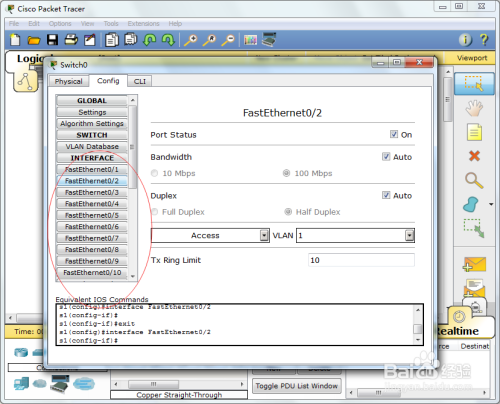 Cisco Packet Tracer
File Edit Options View Tools Extensions Help
Logi
Viewport
Switch0
Physical Config CLI
GLOBAL
Settings
Algorithm Settings
SWITCH
VLAN Database
INTERFACE
FastEthernet0/1
FastEthernet0/2
FastEthernet0/3
FastEthernet0/4
FastEthernet0/5
FastEthernet0/6
FastEthernet0/7
FastEthernet0/8
FastEthernet0/9
FastEthernet0/10
FastEthernet0/2
Port Status On
Bandwidth Auto
10 Mbps 100 Mbps
Duplex Auto
Full Duplex Half Duplex
Access VLAN 1
Tx Ring Limit 10
Equivalent IOS Commands
s1(config)#interface FastEthernet0/2
s1(config-if)#
s1(config-if)#exit
s1(config)#interface FastEthernet0/2
s1(config-if)#
Time: 0
Realtime
Source Destinat
Toggle PDU List Window
Copper Straight-Through
Baidu 经验